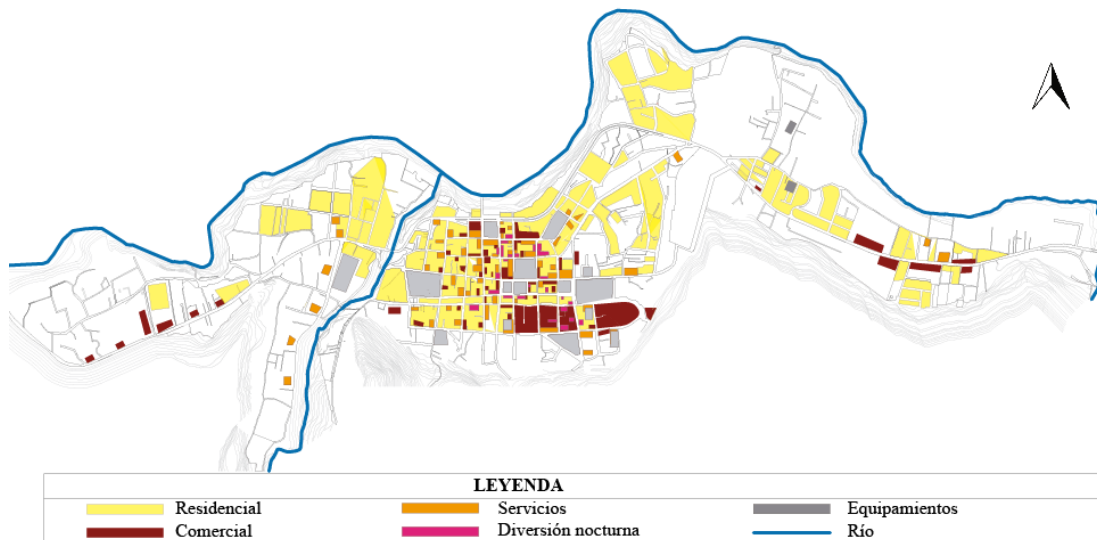 LEYENDA
Residencial Servicios Equipamientos
Comercial Diversión nocturna Río